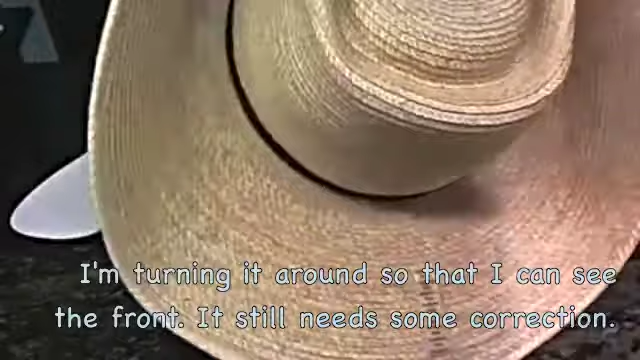 I'm turning it around so that I can see
the front. It still needs some correction.